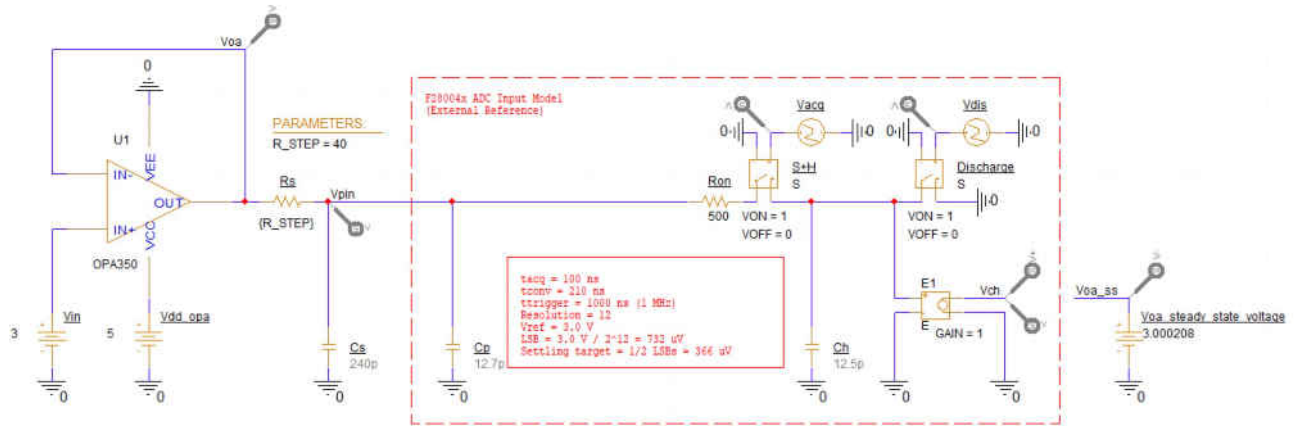 Voa
0
U1
VEE
IN-
OUT
IN+
VCC
OPA350
PARAMETERS:
R_STEP = 40
Rs
{R_STEP}
Vpin
3
Vin
0
5
Vdd_opa
0
Cs
240p
0
F28004x ADC Input Model
(External Reference)
Cp
12.7p
0
tacq = 100 ns
tconv = 210 ns
ttrigger = 1000 ns (1 MHz)
Resolution = 12
Vref = 3.0 V
LSB = 3.0 V / 2^12 = 732 uV
Settling target = 1/2 LSBs = 366 uV
Ron
500
0
Vacq
0
S+H
S
VON = 1
VOFF = 0
0
Vdis
0
Discharge
S
0
VON = 1
VOFF = 0
Ch
12.5p
0
E1
E
GAIN = 1
Vch
0
0
Voa_ss
Voa_steady_state_voltage
3.000208
0